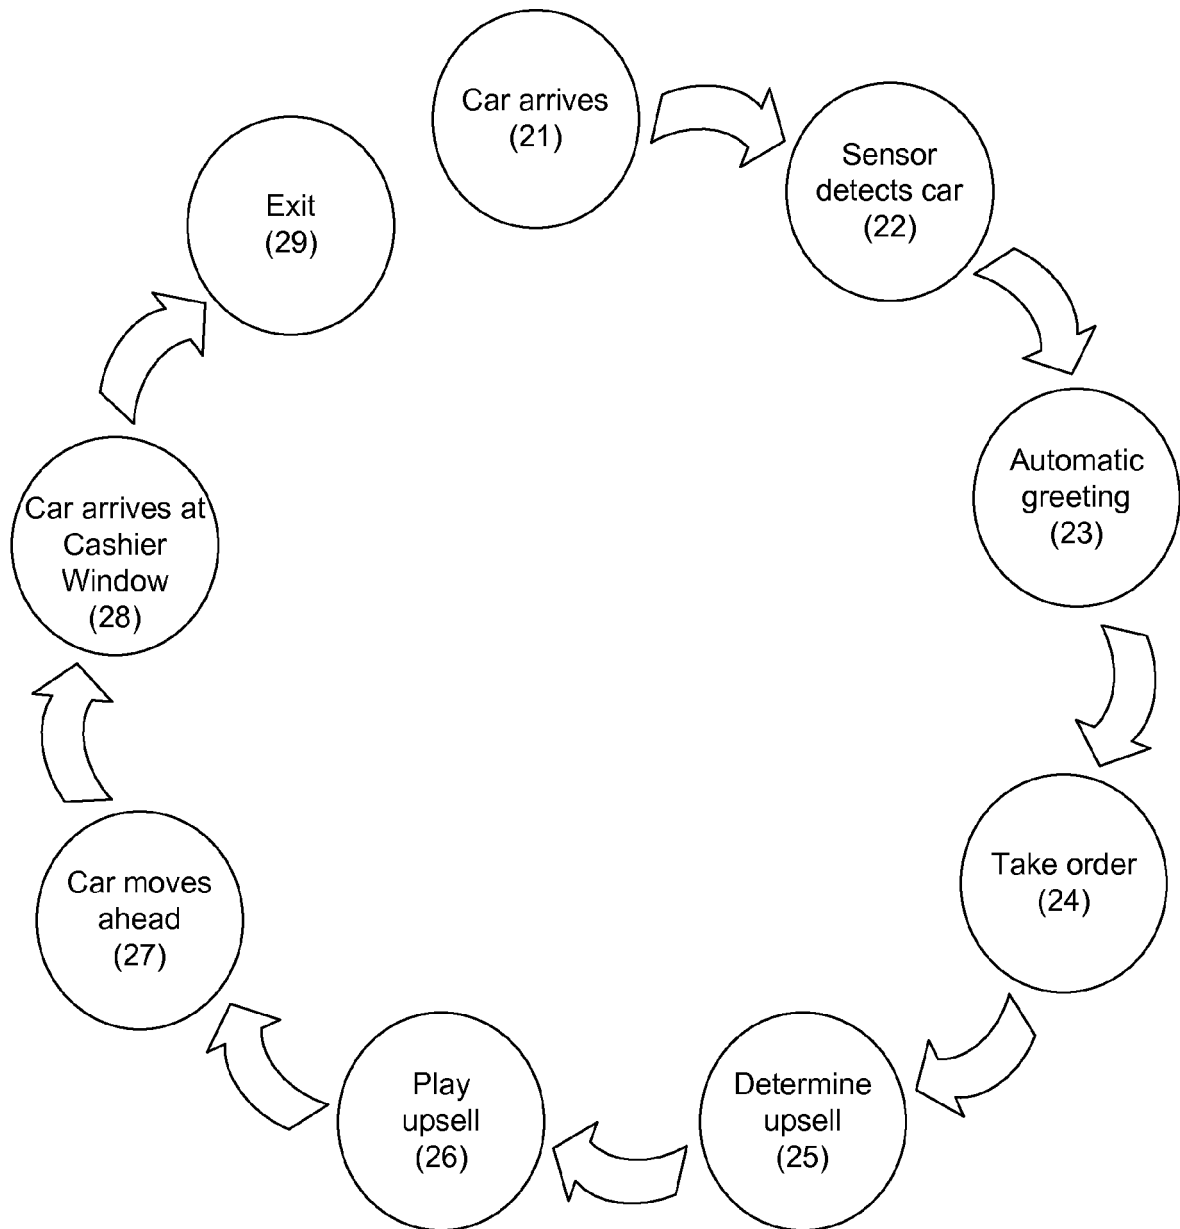 Car arrives
(21)
Sensor
detects car
(22)
Automatic
greeting
(23)
Take order
(24)
Determine
upsell
(25)
Play
upsell
(26)
Car moves
ahead
(27)
Car arrives at
Cashier
Window
(28)
Exit
(29)